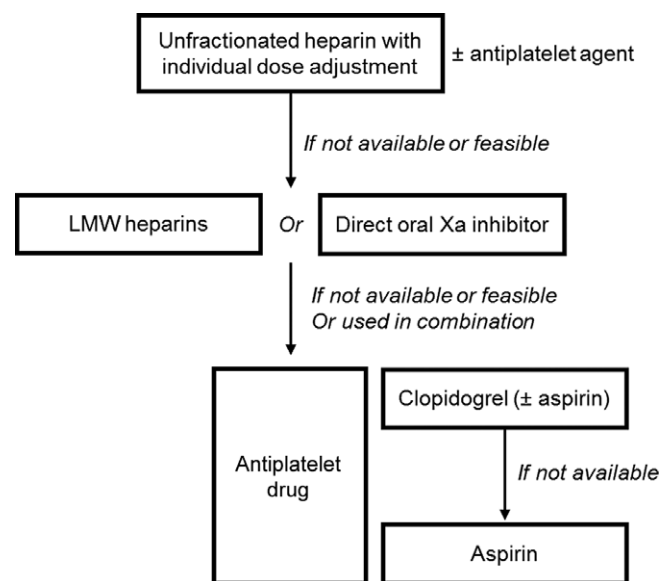 Unfractionated heparin with
individual dose adjustment
± antiplatelet agent
If not available or feasible
LMW heparins
Or
Direct oral Xa inhibitor
If not available or feasible
Or used in combination
Antiplatelet
drug
Clopidogrel (± aspirin)
If not available
Aspirin